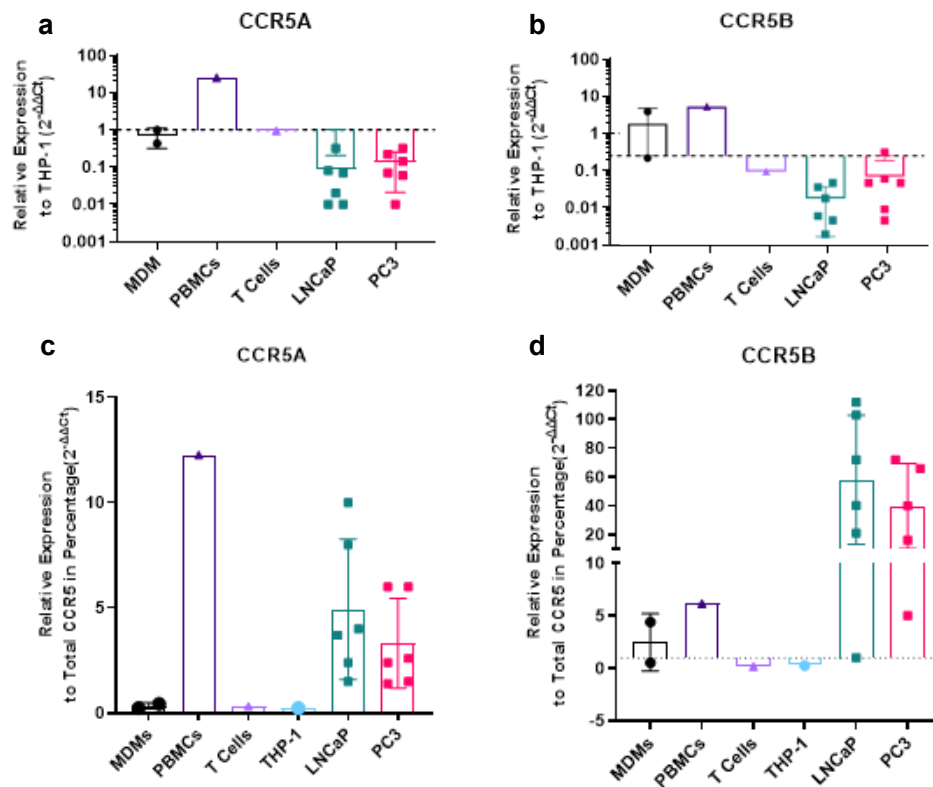 a
CCR5A
Relative Expression
to THP-1 (2-ΔΔCt)
100
10
1
0.1
0.01
0.001
MDM
PBMCs
T Cells
LNCaP
PC3
b
CCR5B
Relative Expression
to THP-1 (2-ΔΔCt)
100
10
1
0.1
0.01
0.001
MDM
PBMCs
T Cells
LNCaP
PC3
c
CCR5A
Relative Expression
to Total CCR5 in Percentage(2-ΔΔCt)
15
10
5
0
MDMs
PBMCs
T Cells
THP-1
LNCaP
PC3
d
CCR5B
Relative Expression
to Total CCR5 in Percentage(2-ΔΔCt)
120
100
80
60
40
20
10
5
0
-5
MDMs
PBMCs
T Cells
THP-1
LNCaP
PC3